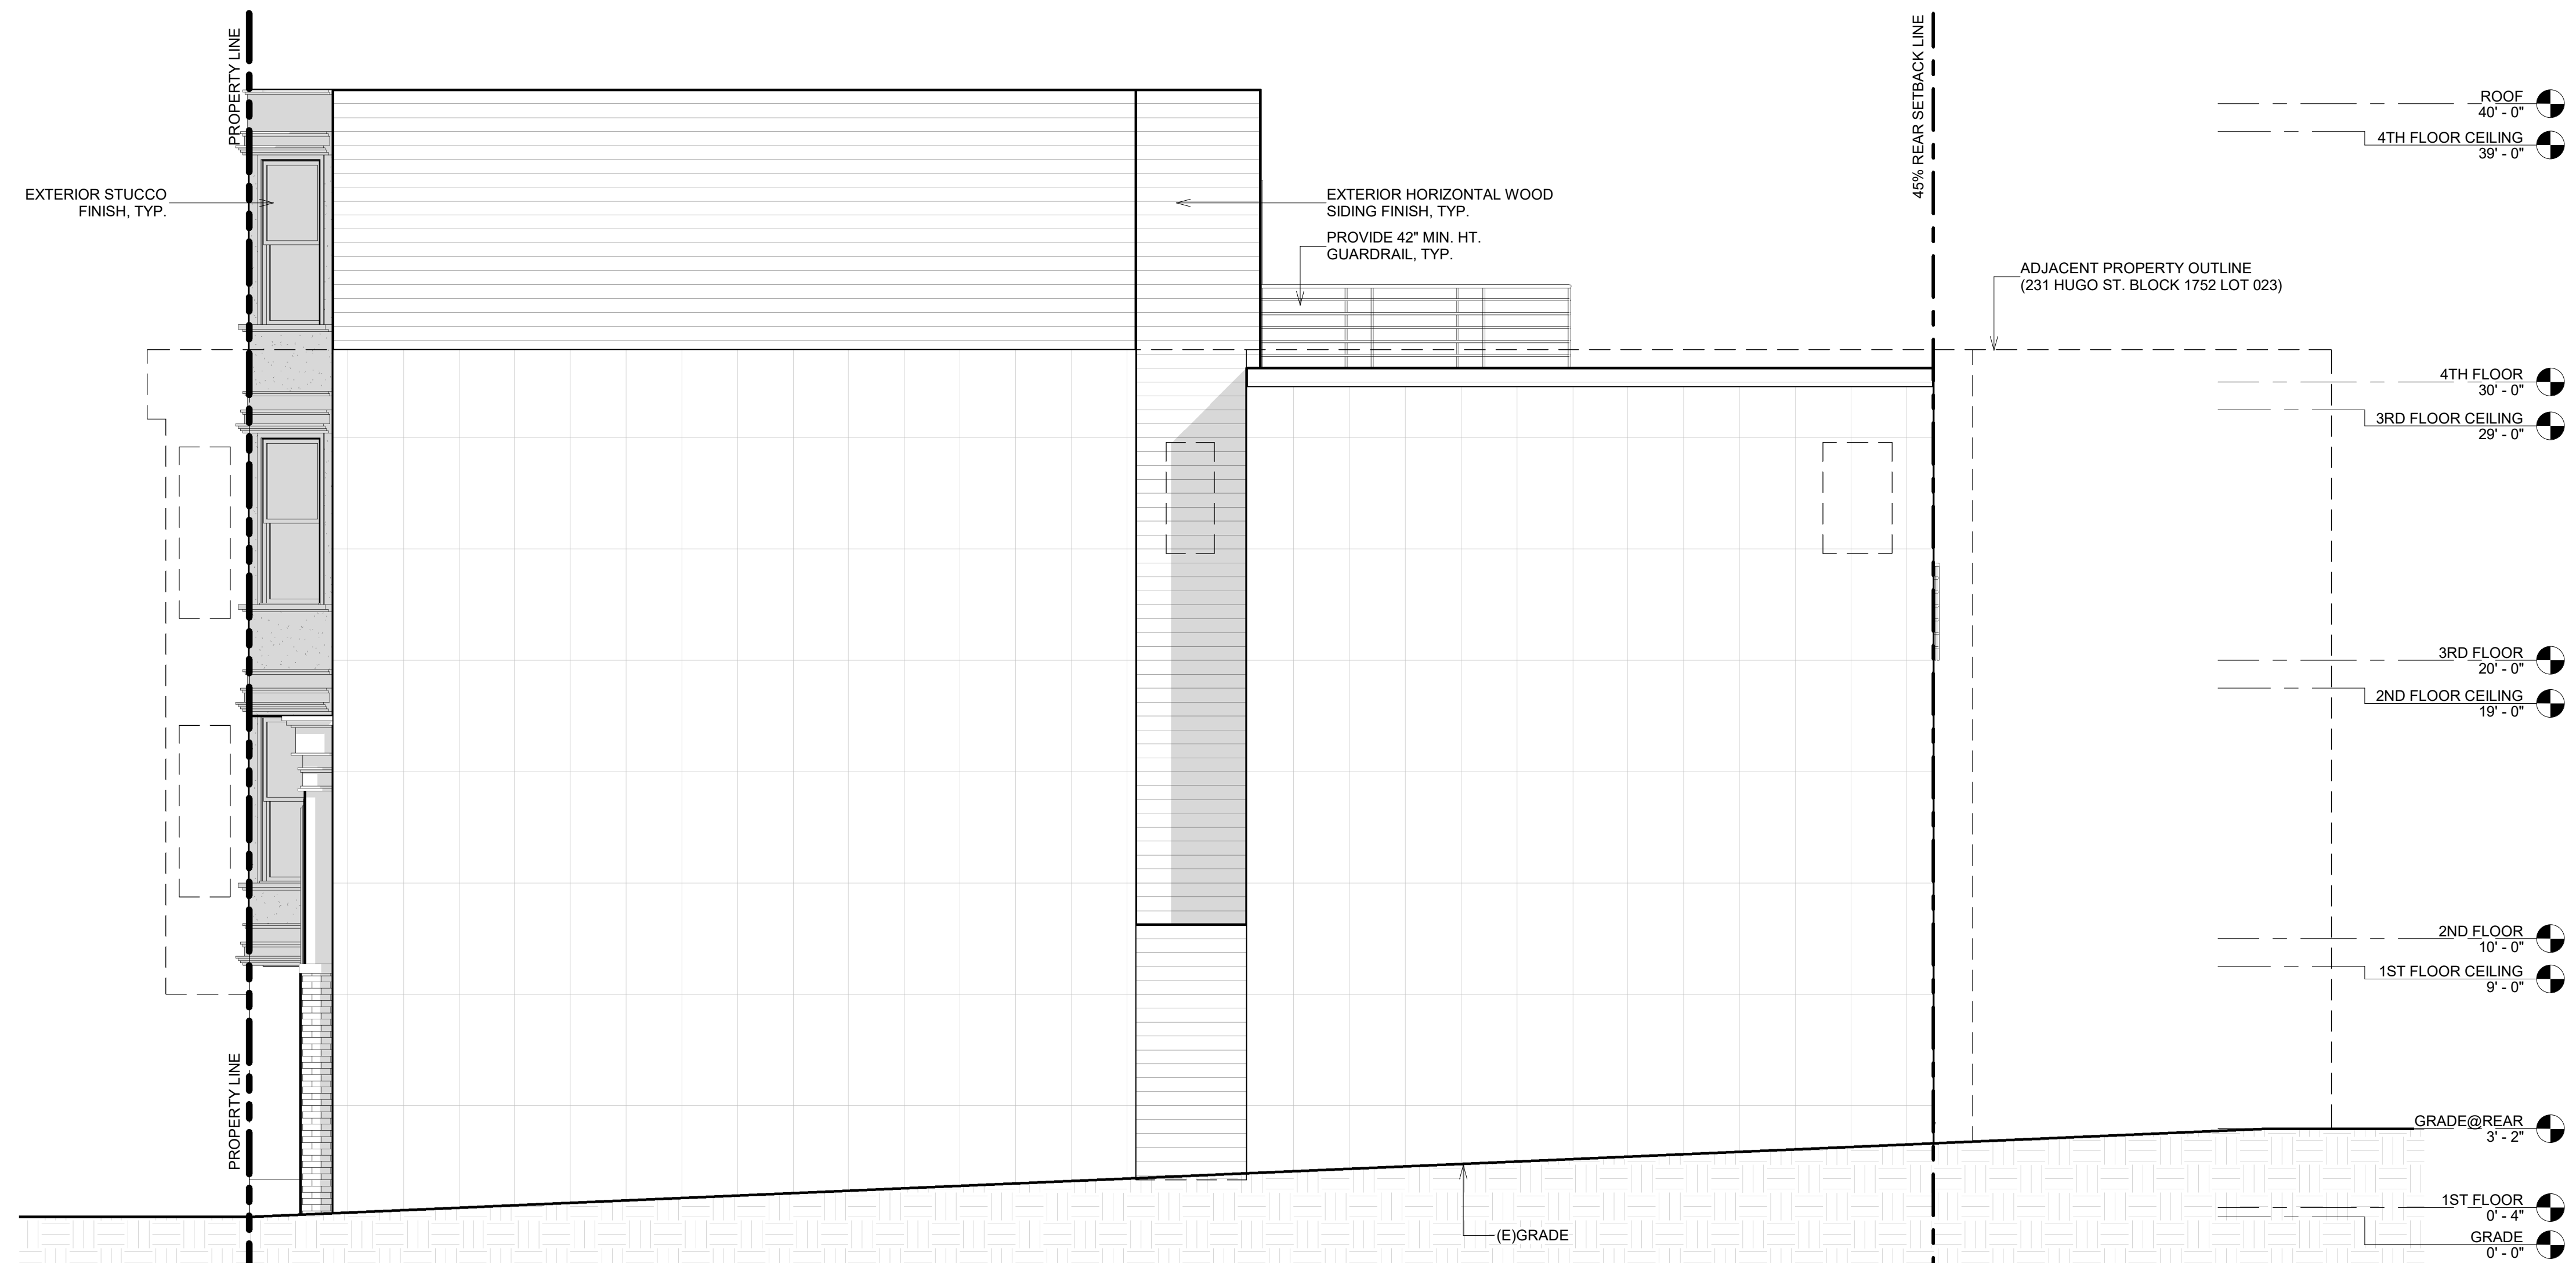 PROPERTY LINE
45% REAR SETBACK LINE
ROOF
40' - 0"
4TH FLOOR CEILING
39' - 0"
EXTERIOR STUCCO
FINISH, TYP.
EXTERIOR HORIZONTAL WOOD
SIDING FINISH, TYP.
PROVIDE 42" MIN. HT.
GUARDRAIL, TYP.
ADJACENT PROPERTY OUTLINE
(231 HUGO ST. BLOCK 1752 LOT 023)
4TH FLOOR
30' - 0"
3RD FLOOR CEILING
29' - 0"
3RD FLOOR
20' - 0"
2ND FLOOR CEILING
19' - 0"
2ND FLOOR
10' - 0"
1ST FLOOR CEILING
9' - 0"
PROPERTY LINE
GRADE@REAR
3' - 2"
1ST FLOOR
0' - 4"
(E)GRADE
GRADE
0' - 0"